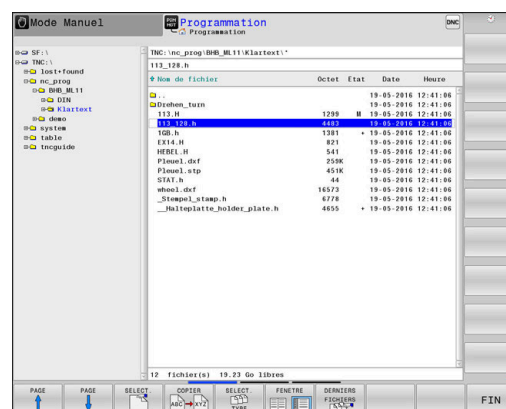 Mode Manuel
PGM
MDT
Programmation
Programmation
DNC
SF:\
TNC:\
lost+found
nc_prog
BHB_ML11
DIN
Klartext
demo
system
table
tncguide
TNC:\nc_prog\BHB_ML11\Klartext\*
113_128.h
Nom de fichier Octet Etat Date Heure
.. 19-05-2016 12:41:06
Drehen_turn 19-05-2016 12:41:06
113.H 1299 M 19-05-2016 12:41:06
113_128.h 4483 19-05-2016 12:41:06
1GB.h 1381 + 19-05-2016 12:41:06
EX14.H 821 19-05-2016 12:41:06
HEBEL.H 541 19-05-2016 12:41:06
Pleuel.dxf 259K 19-05-2016 12:41:06
Pleuel.stp 451K 19-05-2016 12:41:06
STAT.h 44 19-05-2016 12:41:06
wheel.dxf 16573 19-05-2016 12:41:06
_Stempel_stamp.h 6778 19-05-2016 12:41:06
__Halteplatte_holder_plate.h 4655 + 19-05-2016 12:41:06
12 fichier(s) 19.23 Go libres
PAGE
PAGE
SELECT.
COPIER
ABC XYZ
SELECT.
TYPE
FENETRE
DERNIERS
FICHIERS
FIN